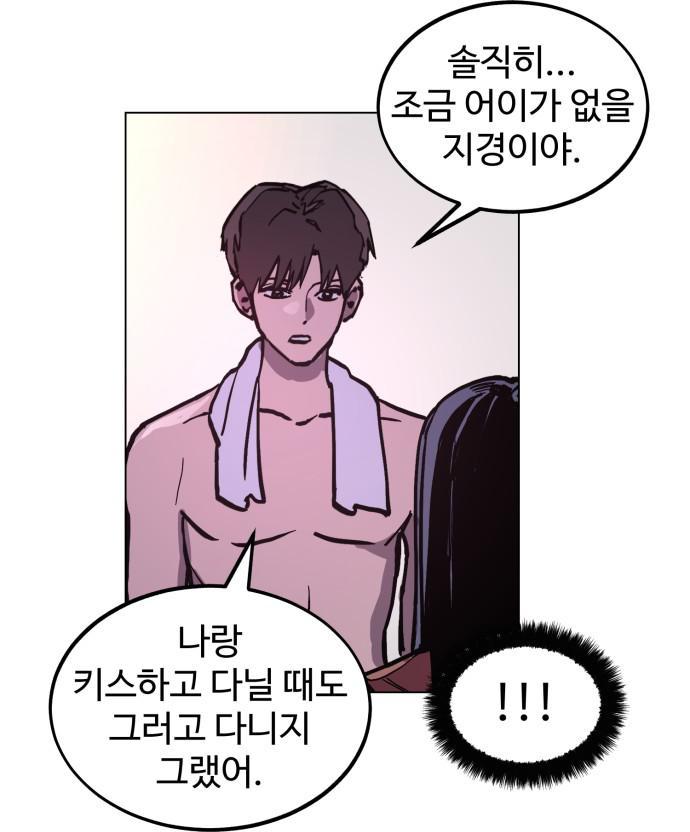 솔직히...
조금 어이가 없을
지경이야.
나랑
키스하고 다닐 때도
그러고 다니지
그랬어.
!!!